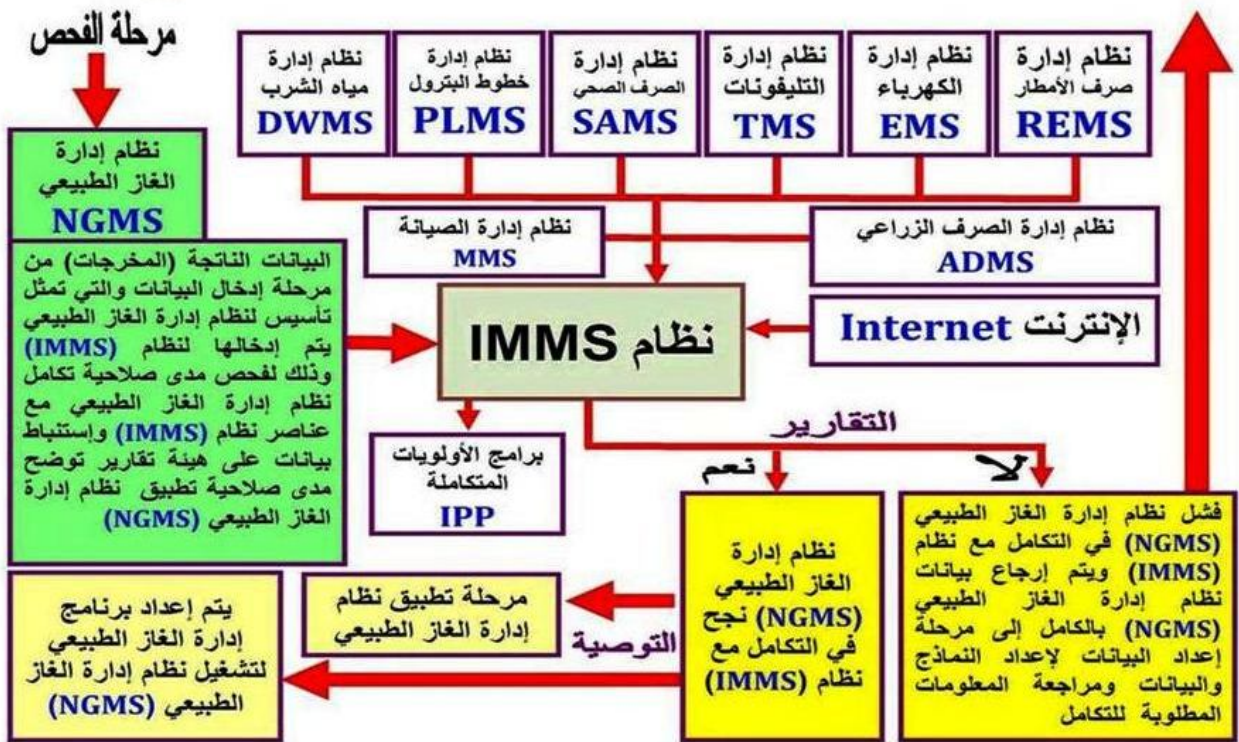 مرحلة الفحص
نظام إدارة
صرف الأمطار
REMS
نظام إدارة
الكهرباء
EMS
نظام إدارة
التليفونات
TMS
نظام إدارة
الصرف الصحي
SAMS
نظام إدارة
خطوط البترول
PLMS
نظام إدارة
مياه الشرب
DWMS
نظام إدارة
الغاز الطبيعي
NGMS
نظام إدارة الصرف الزراعي
ADMS
نظام إدارة الصيانة
MMS
البيانات الناتجة (المخرجات) من
مرحلة إدخال البيانات والتي تمثل
تأسيس لنظام إدارة الغاز الطبيعي
يتم إدخالها لنظام (IMMS)
وذلك لفحص مدى صلاحية تكامل
نظام إدارة الغاز الطبيعي مع
عناصر نظام (IMMS) وإستنباط
بيانات على هيئة تقارير توضح
مدى صلاحية تطبيق نظام إدارة
الغاز الطبيعي (NGMS)
الإنترنت Internet
نظام IMMS
التقارير
برامج الأولويات
المتكاملة
IPP
نعم
لا
فشل نظام إدارة الغاز الطبيعي
(NGMS) في التكامل مع نظام
(IMMS) ويتم إرجاع بيانات
نظام إدارة الغاز الطبيعي
(NGMS) بالكامل إلى مرحلة
إعداد البيانات لإعداد النماذج
والبيانات ومراجعة المعلومات
المطلوبة للتكامل
نظام إدارة
الغاز الطبيعي
(NGMS) نجح
في التكامل مع
نظام (IMMS)
التوصية
مرحلة تطبيق نظام
إدارة الغاز الطبيعي
يتم إعداد برنامج
إدارة الغاز الطبيعي
لتشغيل نظام إدارة الغاز
الطبيعي (NGMS)